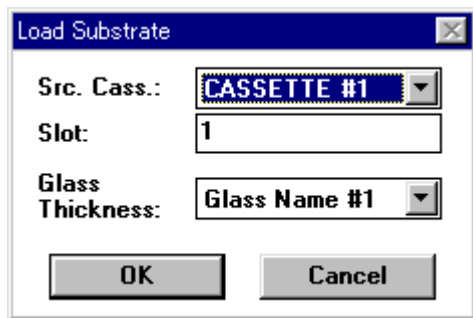 Load Substrate
Src. Cass.: CASSETTE #1
Slot: 1
Glass
Thickness: Glass Name #1
OK Cancel